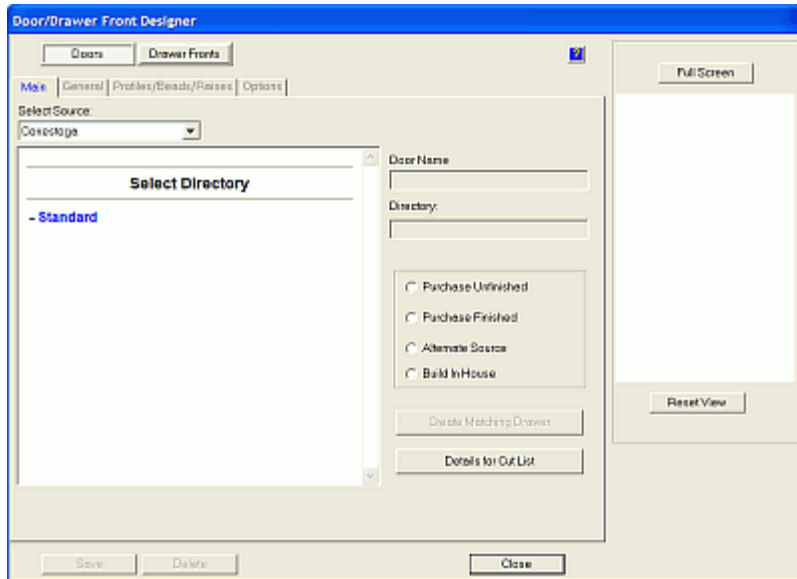 Door/Drawer Front Designer
Doors
Drawer Fronts
?
Full Screen
Main
General
Profiles/Beads/Raises
Options
Select Source:
Conestoga
Select Directory
- Standard
Door Name
Directory:
Purchase Unfinished
Purchase Finished
Alternate Source
Build In House
Create Matching Drawer
Details for Cut List
Reset View
Save
Delete
Close